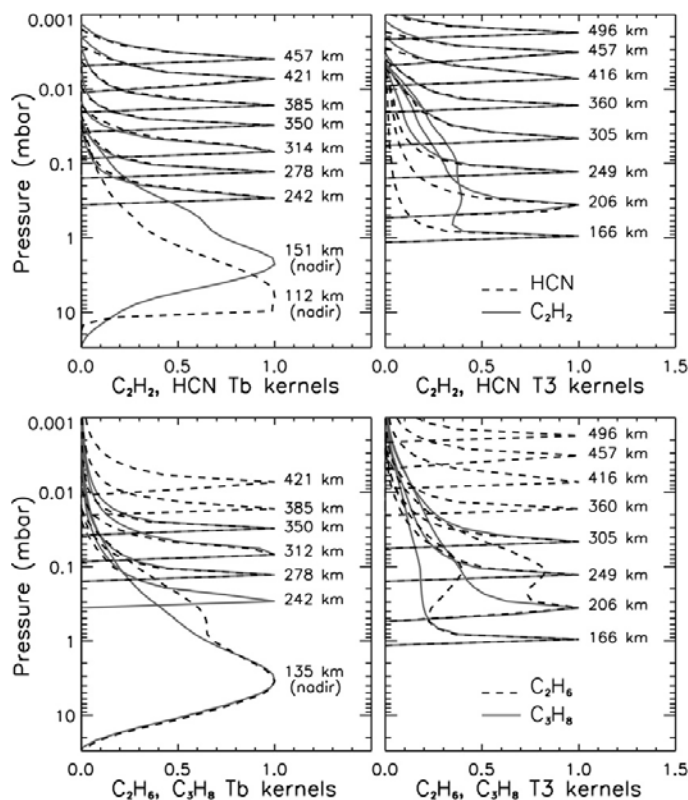 0.001
0.01
0.1
1
10
Pressure (mbar)
457 km
421 km
385 km
350 km
314 km
278 km
242 km
151 km
(nadir)
112 km
(nadir)
0.0 0.5 1.0
C₂H₂, HCN Tb kernels
496 km
457 km
416 km
360 km
305 km
249 km
206 km
166 km
HCN
C₂H₂
0.0 0.5 1.0 1.5
C₂H₂, HCN T3 kernels
0.001
0.01
0.1
1
10
Pressure (mbar)
421 km
385 km
350 km
312 km
278 km
242 km
135 km
(nadir)
0.0 0.5 1.0
C₂H₆, C₃H₈ Tb kernels
496 km
457 km
416 km
360 km
305 km
249 km
206 km
166 km
C₂H₆
C₃H₈
0.0 0.5 1.0 1.5
C₂H₆, C₃H₈ T3 kernels